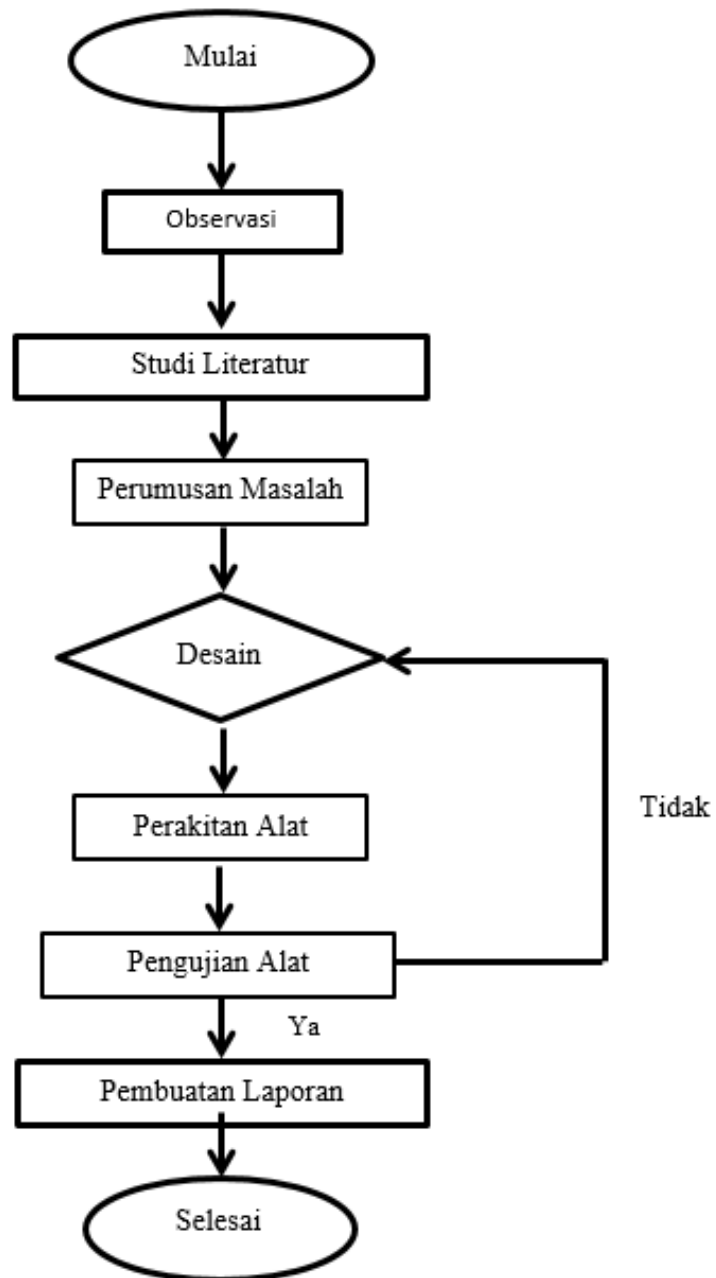 Mulai
Observasi
Studi Literatur
Perumusan Masalah
Desain
Perakitan Alat
Tidak
Pengujian Alat
Ya
Pembuatan Laporan
Selesai